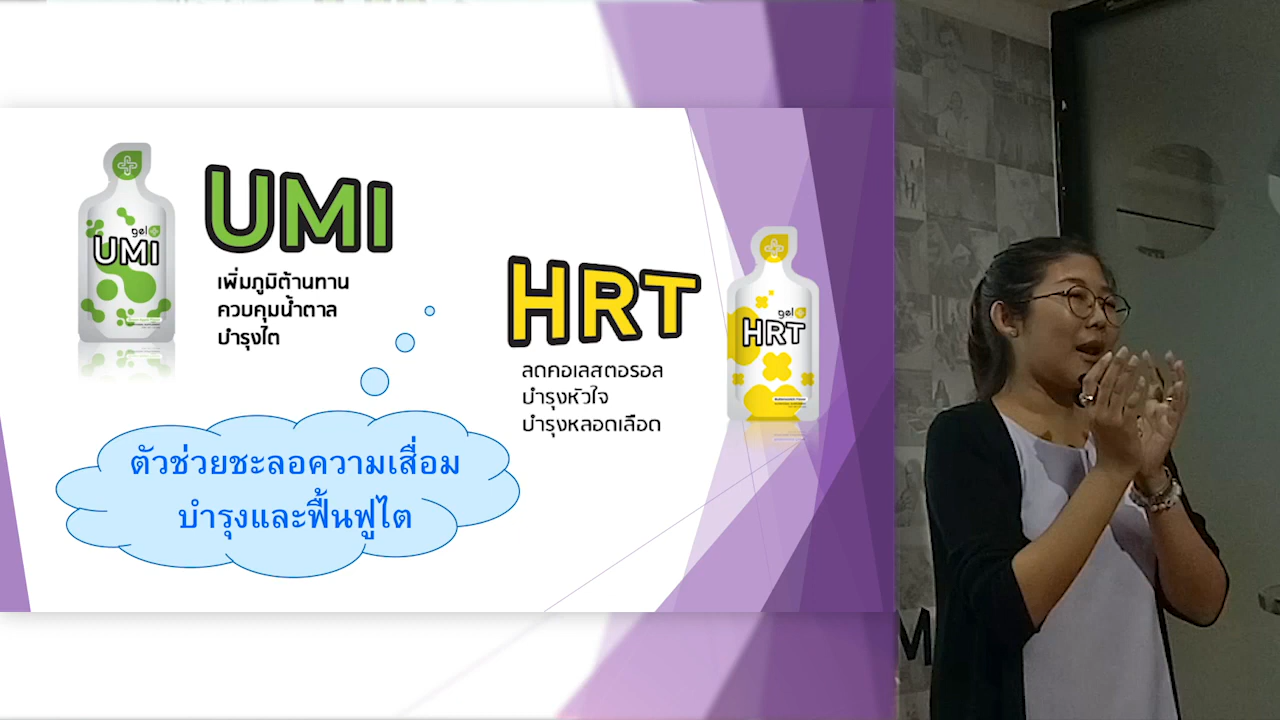 gel
UMI
UMI
เพิ่มภูมิต้านทาน
ควบคุมน้ำตาล
บำรุงไต
HRT
ลดคอเลสตอรอล
บำรุงหัวใจ
บำรุงหลอดเลือด
gel
HRT
ตัวช่วยชะลอความเสื่อม
บำรุงและฟื้นฟูไต
M